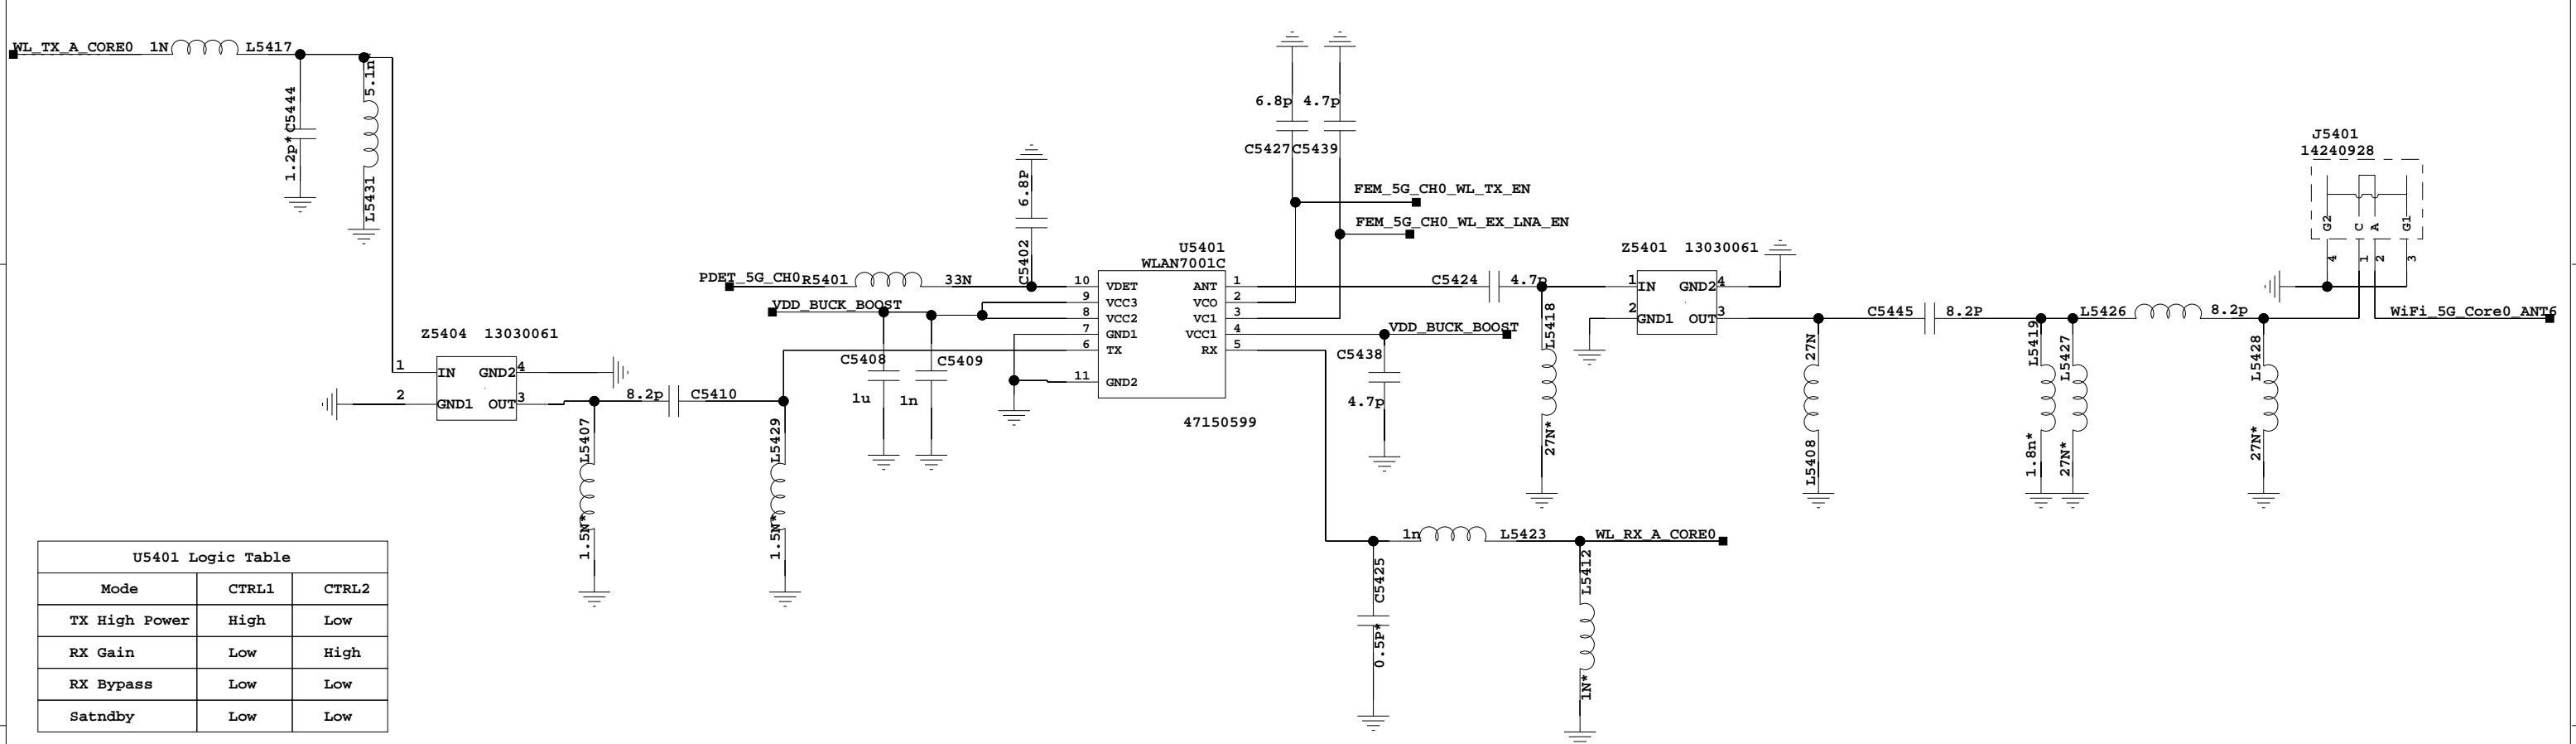 WL_TX_A_CORE0 1N L5417
5.1n
1.2p*C5444
L5431
6.8p 4.7p
C5427C5439
J5401
14240928
G2 C A G1
4 1 2 3
6.8P
C5402
FEM_5G_CH0_WL_TX_EN
FEM_5G_CH0_WL_EX_LNA_EN
U5401
WLAN7001C
Z5401 13030061
PDET_5G_CH0 R5401 33N
VDD_BUCK_BOOST
10 VDET ANT 1
9 VCC3 VCO 2
8 VCC2 VC1 3
7 GND1 VCC1 4
6 TX RX 5
11 GND2
47150599
C5424 4.7p
1 IN GND2 4
2 GND1 OUT 3
L5418
27N*
VDD_BUCK_BOOST
C5438
4.7p
C5408 C5409
1u 1n
Z5404 13030061
1 IN GND2 4
2 GND1 OUT 3
8.2p C5410
L5407
1.5N*
L5429
1.5N*
27N
L5408
C5445 8.2P
L5419
1.8n*
L5427
27N*
L5426 8.2p
L5428
27N*
WiFi_5G_Core0_ANT6
1n L5423 WL_RX_A_CORE0
C5425
0.5P*
L5412
1N*
U5401 Logic Table
Mode CTRL1 CTRL2
TX High Power High Low
RX Gain Low High
RX Bypass Low Low
Satndby Low Low